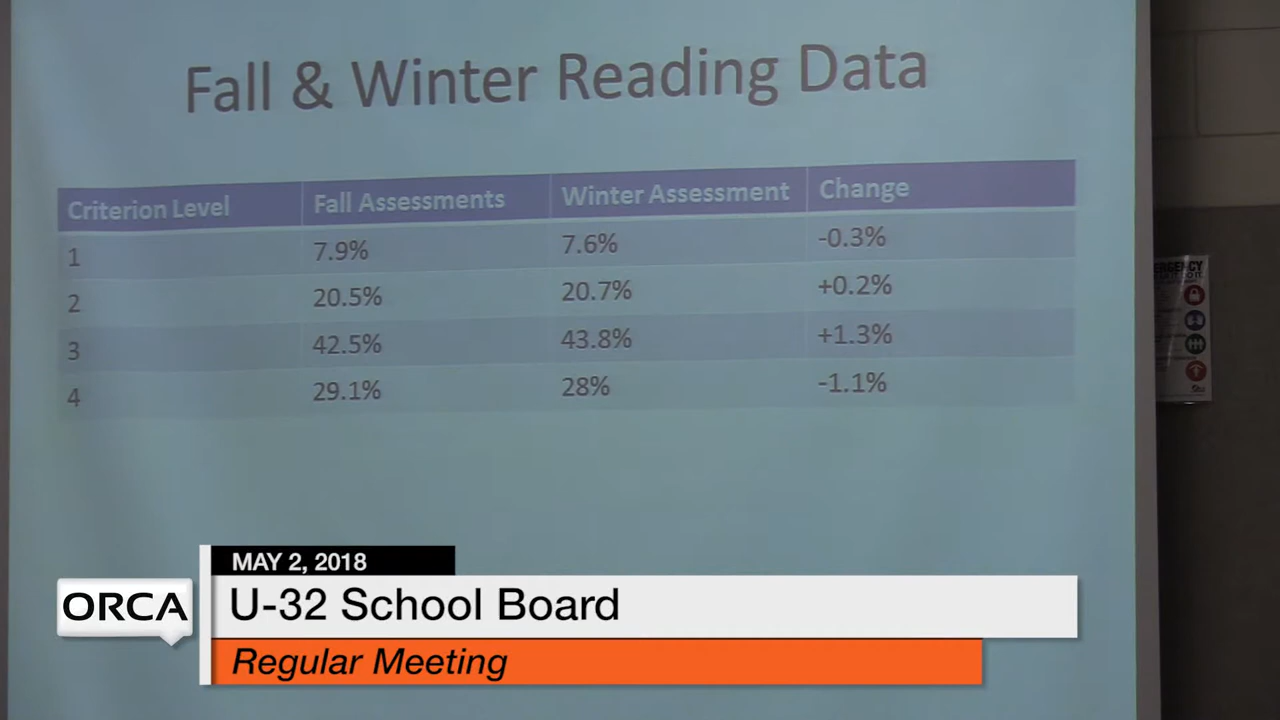 Fall & Winter Reading Data
Criterion Level Fall Assessments Winter Assessment Change
1 7.9% 7.6% -0.3%
2 20.5% 20.7% +0.2%
3 42.5% 43.8% +1.3%
4 29.1% 28% -1.1%
MAY 2, 2018
ORCA
U-32 School Board
Regular Meeting